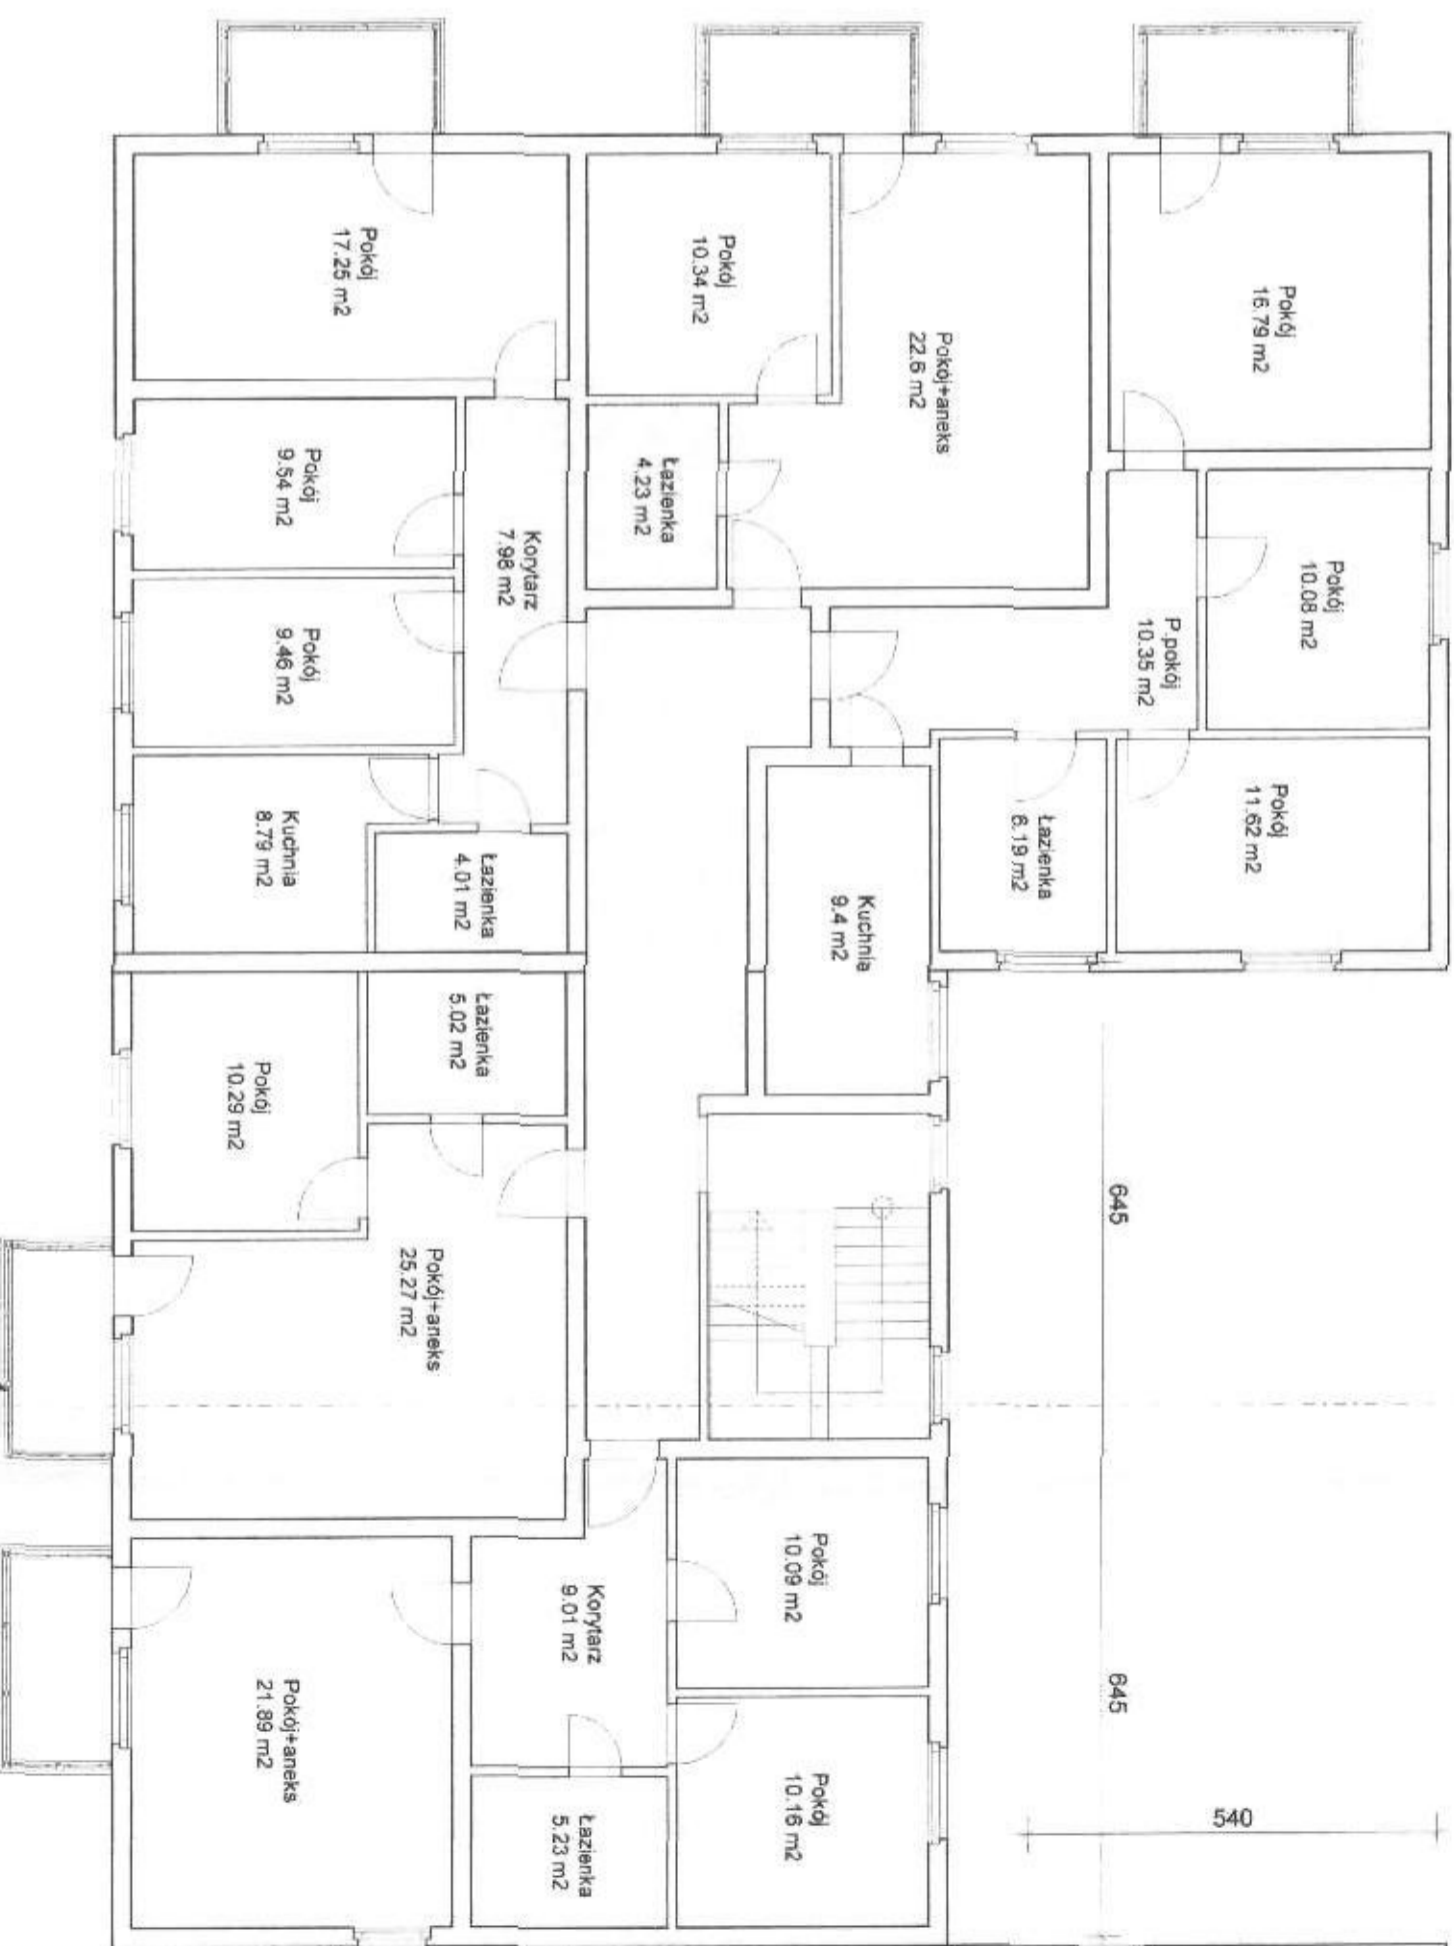 Pokój
16.79 m2
Pokój
10.08 m2
Pokój
11.62 m2
P.pokój
10.35 m2
Łazienka
6.19 m2
Pokój+aneks
22.6 m2
Pokój
10.34 m2
Łazienka
4.23 m2
Kuchnia
9.4 m2
Pokój
17.25 m2
Korytarz
7.98 m2
Pokój
9.54 m2
Pokój
9.46 m2
Kuchnia
8.79 m2
Łazienka
4.01 m2
Łazienka
5.02 m2
Pokój
10.29 m2
Pokój+aneks
25.27 m2
Pokój
10.09 m2
Pokój
10.16 m2
Korytarz
9.01 m2
Łazienka
5.23 m2
Pokój+aneks
21.89 m2
645
645
540